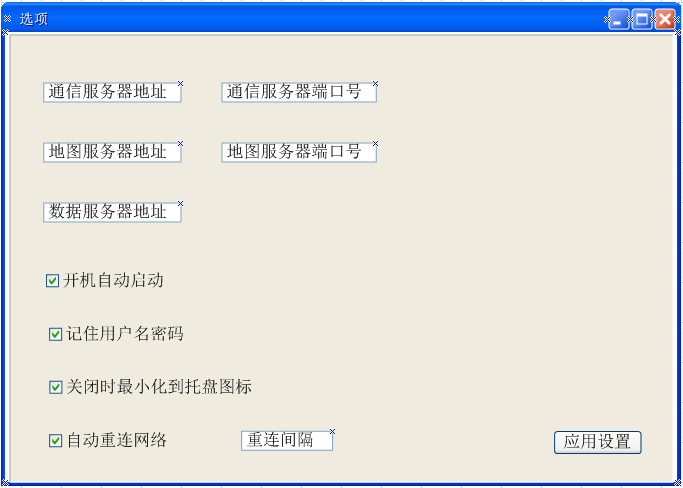 选项
通信服务器地址 通信服务器端口号
地图服务器地址 地图服务器端口号
数据服务器地址
开机自动启动
记住用户名密码
关闭时最小化到托盘图标
自动重连网络 重连间隔 应用设置